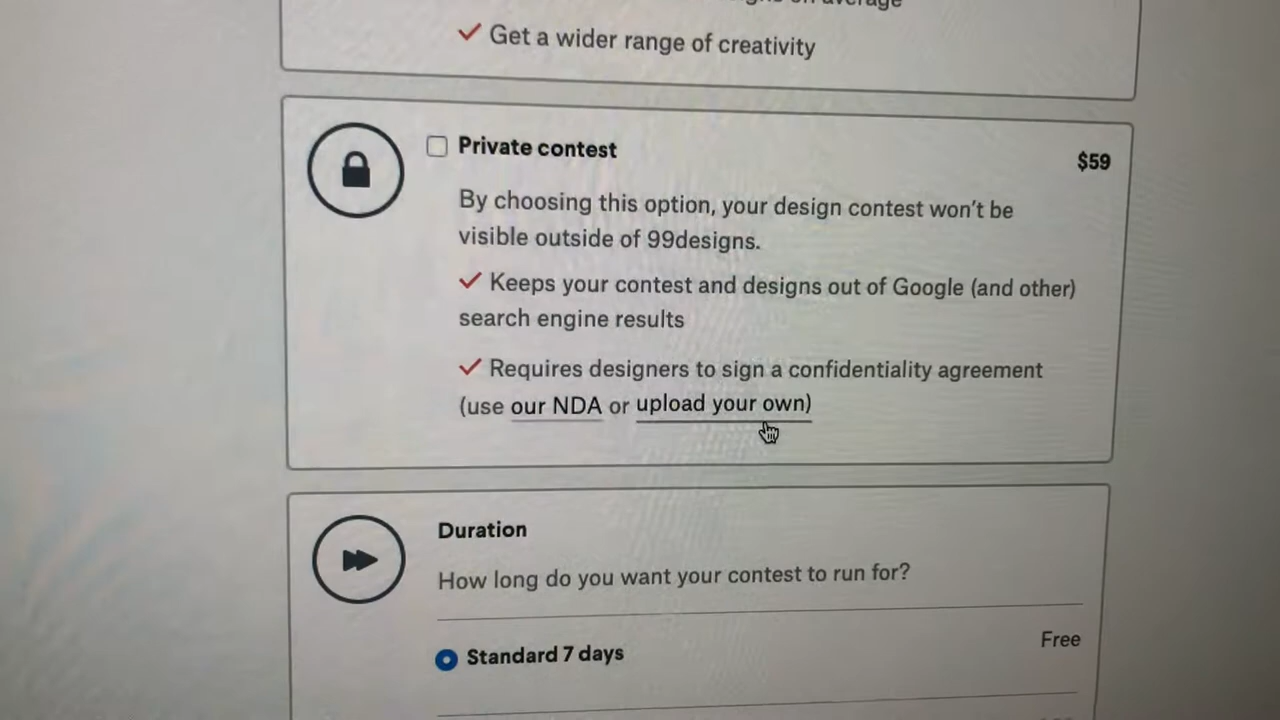 average
Get a wider range of creativity
Private contest
$59
By choosing this option, your design contest won't be
visible outside of 99designs.
Keeps your contest and designs out of Google (and other)
search engine results
Requires designers to sign a confidentiality agreement
(use our NDA or upload your own)
Duration
How long do you want your contest to run for?
Free
Standard 7 days